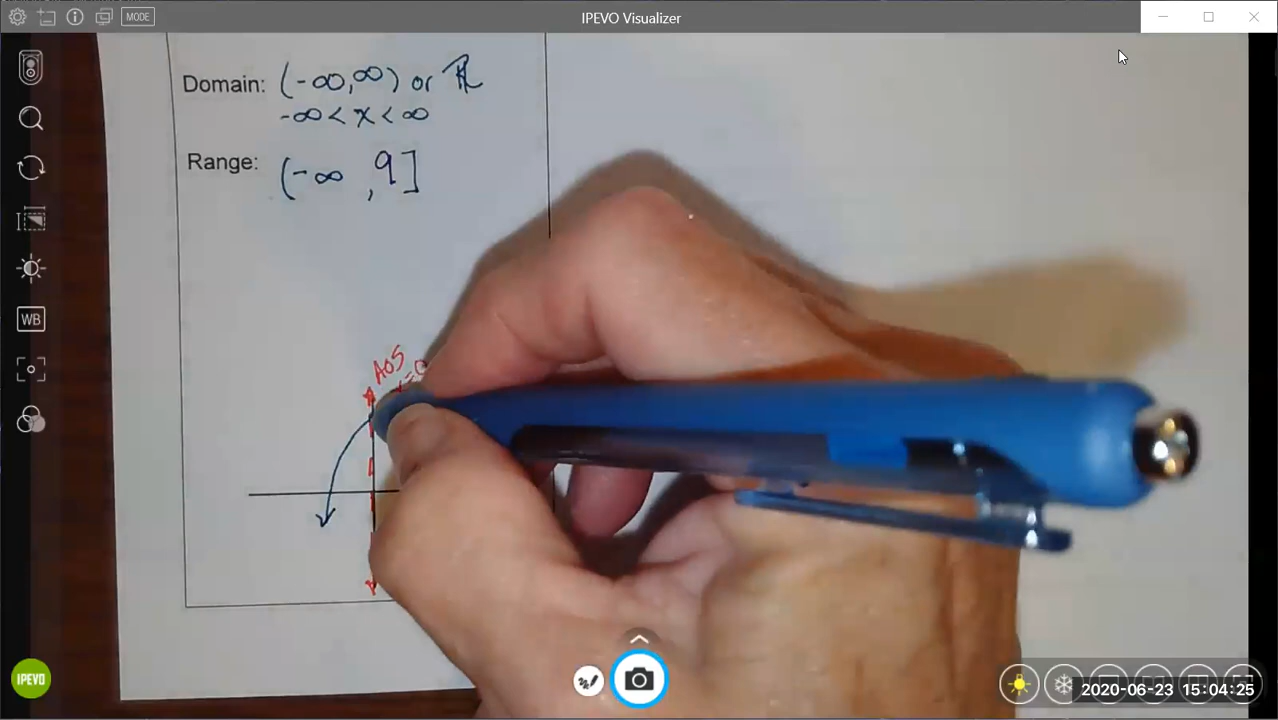 MODE
IPEVO Visualizer
Domain: (-∞,∞) or ℝ
-∞ < x < ∞
Range: (-∞, 9]
WB
AOS
IPEVO
2020-06-23 15:04:25